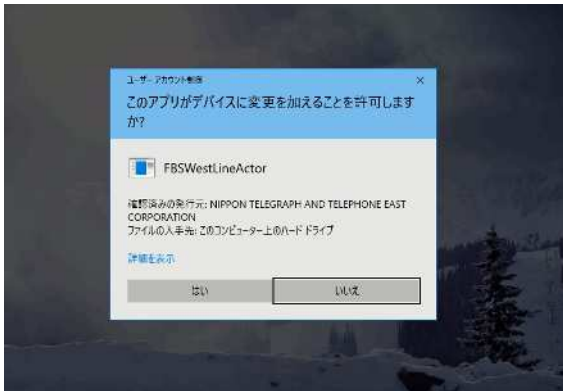 ユーザー アカウント制御
このアプリがデバイスに変更を加えることを許可します
か?
FBSWestLineActor
確認済みの発行元: NIPPON TELEGRAPH AND TELEPHONE EAST
CORPORATION
ファイルの入手先: このコンピューター上のハード ドライブ
詳細を表示
はい
いいえ